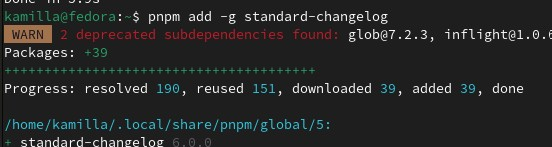 Done in 5.5s
kamilla@fedora:~$ pnpm add -g standard-changelog
WARN 2 deprecated subdependencies found: glob@7.2.3, inflight@1.0.6
Packages: +39
+++++++++++++++++++++++++++++++++++++++
Progress: resolved 190, reused 151, downloaded 39, added 39, done
/home/kamilla/.local/share/pnpm/global/5:
+ standard-changelog 6.0.0